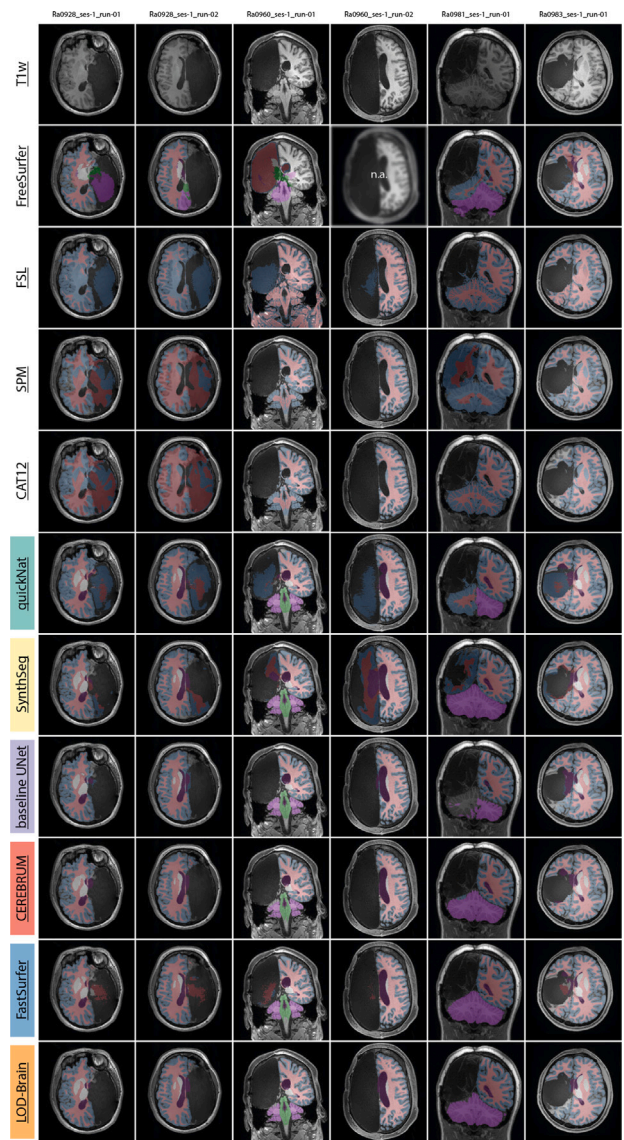 Ra0928_ses-1_run-01 Ra0928_ses-1_run-02 Ra0960_ses-1_run-01 Ra0960_ses-1_run-02 Ra0981_ses-1_run-01 Ra0983_ses-1_run-01
T1w
FreeSurfer
n.a.
FSL
SPM
CAT12
quickNat
SynthSeg
baseline UNet
CEREBRUM
FastSurfer
LOD-Brain